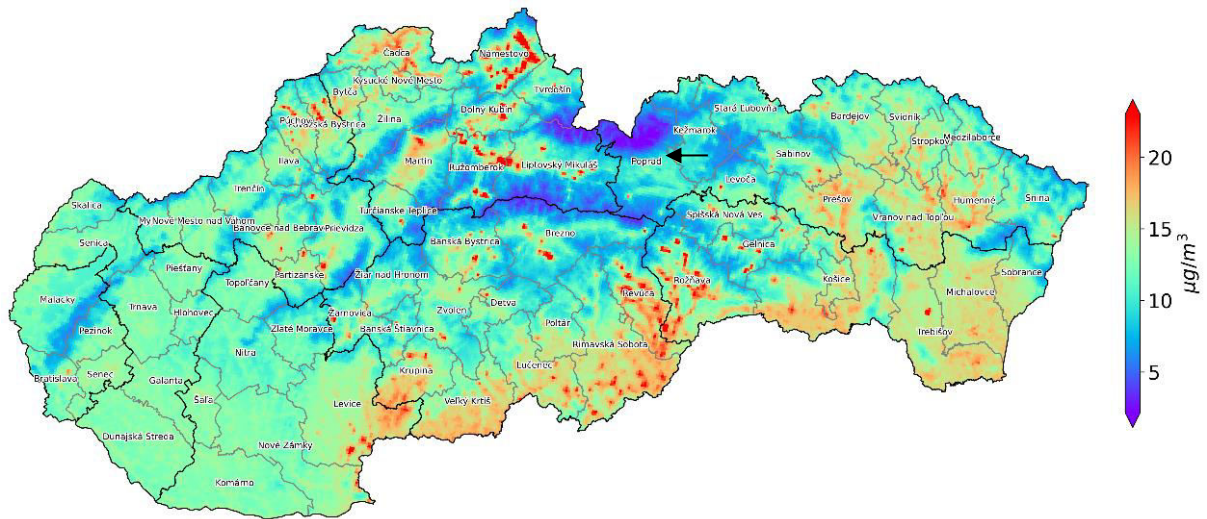 Čadca
Námestovo
Kysucké Nové Mesto
Tvrdošín
Bytča
Dolný Kubín
Stará Ľubovňa
Púchov
Považská Bystrica
Žilina
Kežmarok
Bardejov
Svidník
Medzilaborce
Stropkov
Ilava
Martin
Ružomberok
Liptovský Mikuláš
Poprad
Sabinov
Levoča
Trenčín
Prešov
Humenné
Snina
Skalica
Turčianske Teplice
Spišská Nová Ves
Vranov nad Topľou
Nové Mesto nad Váhom
Bánovce nad Bebrav
Prievidza
Brezno
Banská Bystrica
Gelnica
Senica
Piešťany
Topoľčany
Partizánske
Žiar nad Hronom
Rožňava
Košice
Sobrance
Malacky
Trnava
Hlohovec
Žarnovica
Detva
Revúca
Michalovce
Pezinok
Zlaté Moravce
Banská Štiavnica
Zvolen
Poltár
Trebišov
Nitra
Rimavská Sobota
Bratislava
Senec
Galanta
Krupina
Lučenec
Šaľa
Levice
Veľký Krtíš
Dunajská Streda
Nové Zámky
Komárno
20
15
10
5
μg/m³